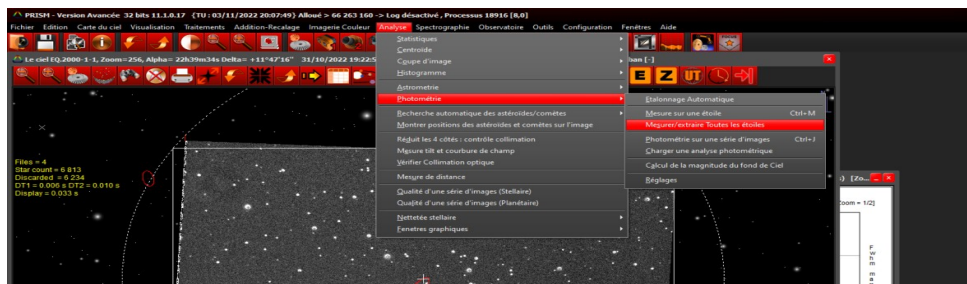 PRISM - Version Avancée 32 bits 11.1.0.17 {TU : 03/11/2022 20:07:49} Alloué > 66 263 160 -> Log désactivé , Processus 18916 [8,0]
Fichier Edition Carte du ciel Visualisation Traitements Addition-Recalage Imagerie Couleur Analyse Spectrographie Observatoire Outils Configuration Fenêtres Aide
Le ciel EQ.2000-1-1, Zoom=256, Alpha= 22h39m34s Delta= +11°47'16" 31/10/2022 19:22:5
ban [-]
E Z UT
Statistiques
Centroïde
Coupe d'image
Histogramme
Astrometrie
Photométrie
Recherche automatique des astéroïdes/comètes
Montrer positions des astéroïdes et comètes sur l'image
Réduit les 4 côtés : contrôle collimation
Mesure tilt et courbure de champ
Vérifier Collimation optique
Mesure de distance
Qualité d'une série d'images (Stellaire)
Qualité d'une série d'images (Planétaire)
Nettetée stellaire
Fenetres graphiques
Etalonnage Automatique
Mesure sur une étoile Ctrl+M
Mesurer/extraire Toutes les étoiles
Photométrie sur une série d'images Ctrl+J
Charger une analyse photométrique
Calcul de la magnitude du fond de Ciel
Réglages
Files = 4
Star count = 6 813
Discarded = 6 234
DT1 = 0.006 s DT2 = 0.010 s
Display = 0.033 s
) [Zo...
Zoom = 1/2]
F
w
h
m